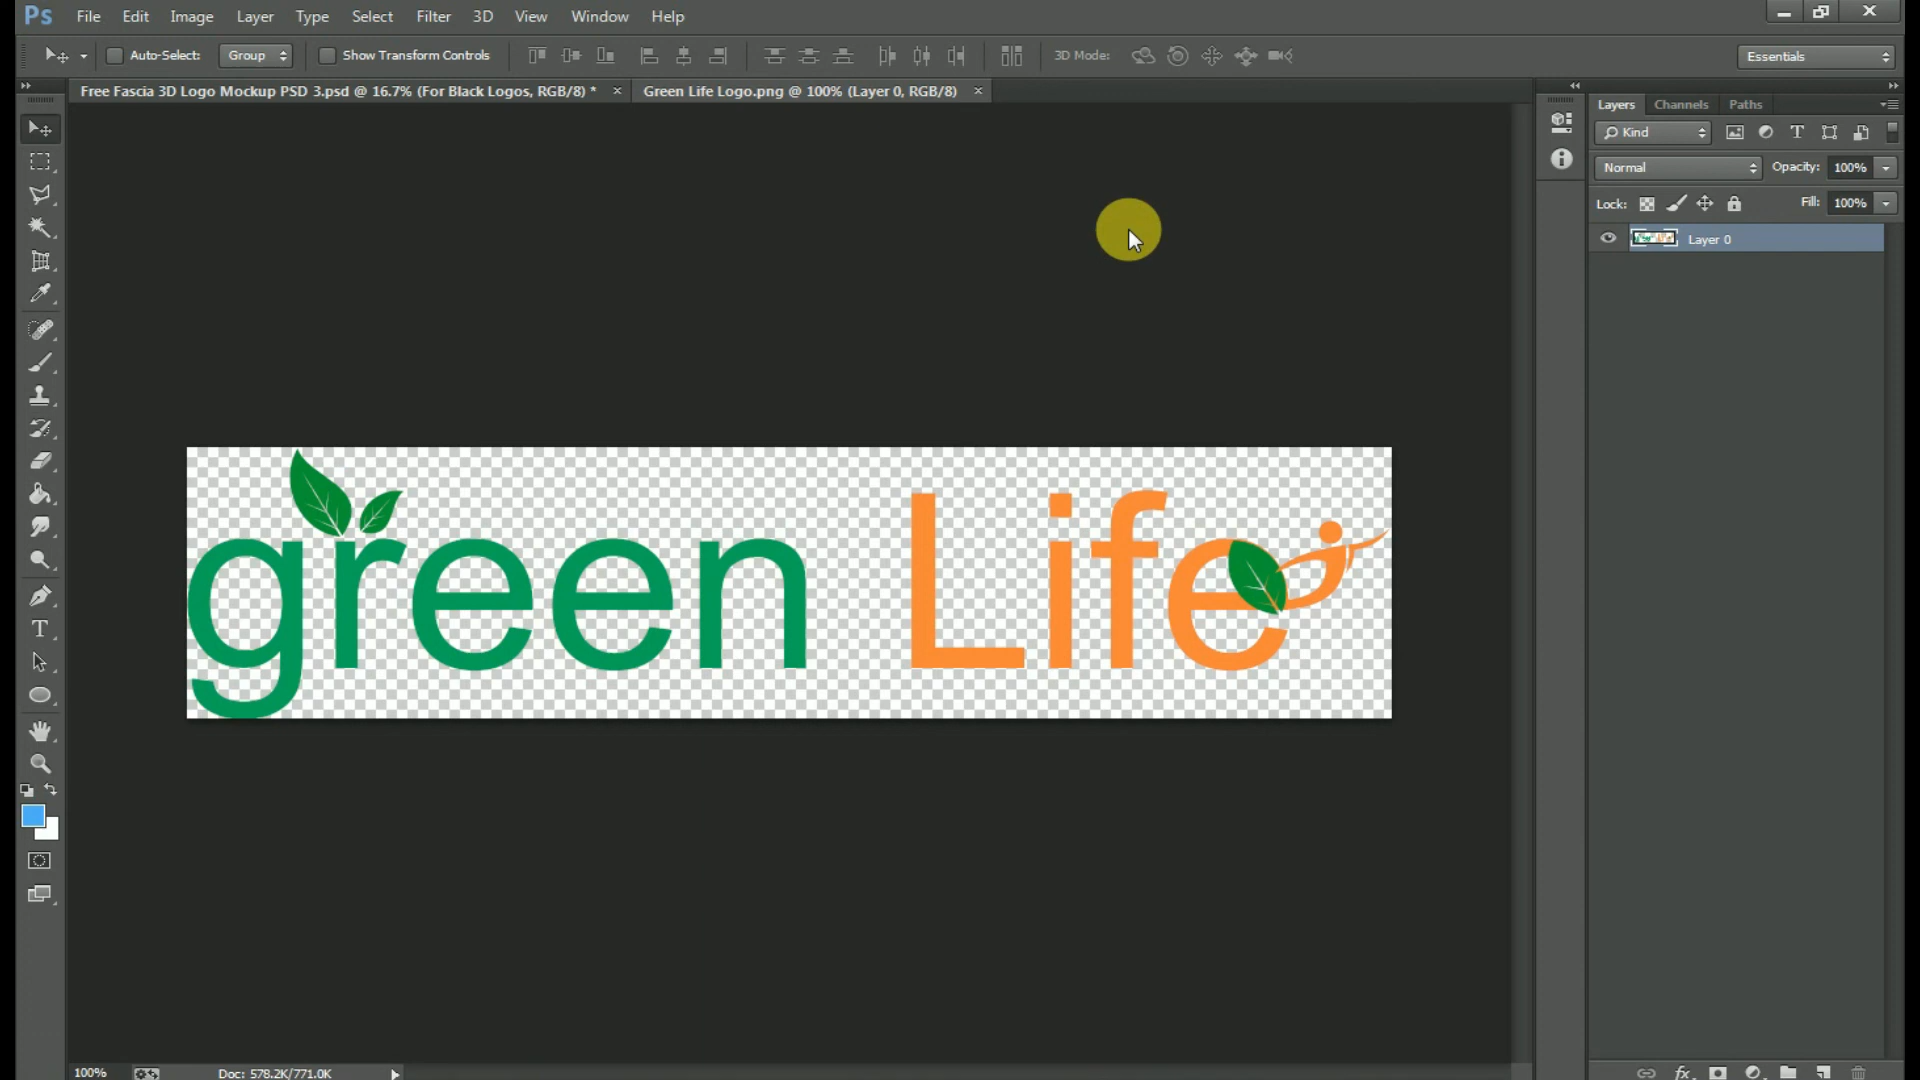 Ps File Edit Image Layer Type Select Filter 3D View Window Help
Auto-Select: Group Show Transform Controls 3D Mode: Essentials
Free Fascia 3D Logo Mockup PSD 3.psd @ 16.7% (For Black Logos, RGB/8) * × Green Life Logo.png @ 100% (Layer 0, RGB/8) ×
Layers Channels Paths
Kind
Normal Opacity: 100%
Lock: Fill: 100%
Layer 0
green Life
100% Doc: 578.2K/771.0K